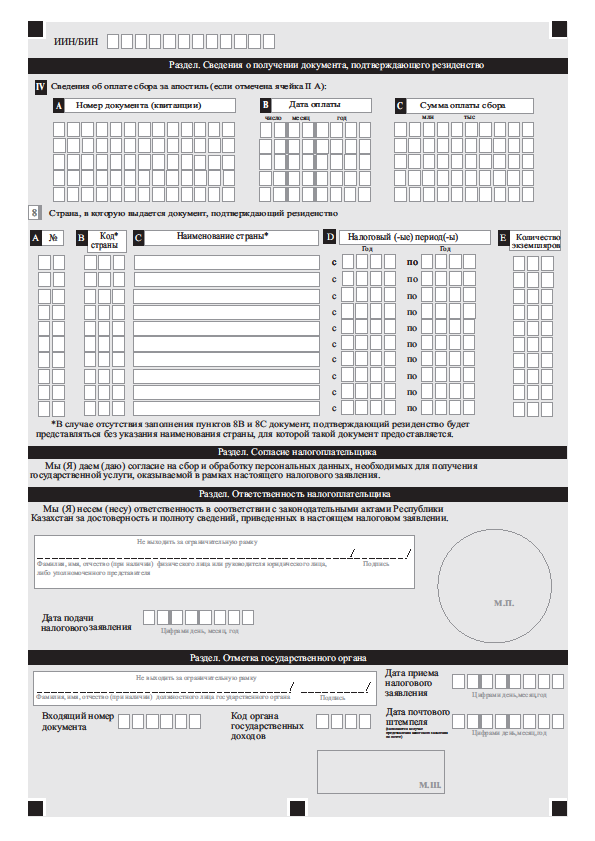 ИИН/БИН
Раздел. Сведения о получении документа, подтверждающего резиденство
IV Сведения об оплате сбора за апостиль (если отмечена ячейка II A):
A Номер документа (квитанции) B Дата оплаты C Сумма оплаты сбора
число месяц год млн тыс
8 Страна, в которую выдается документ, подтверждающий резиденство
A № B Код* страны C Наименование страны* D Налоговый (-ые) период(-ы) E Количество экземпляров
Год Год
с по
с по
с по
с по
с по
с по
с по
с по
с по
с по
*В случае отсутствия заполнения пунктов 8В и 8С документ, подтверждающий резиденство будет
представляться без указания наименования страны, для которой такой документ предоставляется.
Раздел. Согласие налогоплательщика
Мы (Я) даем (даю) согласие на сбор и обработку персональных данных, необходимых для получения
государственной услуги, оказываемой в рамках настоящего налогового заявления.
Раздел. Ответственность налогоплательщика
Мы (Я) несем (несу) ответственность в соответствии с законодательными актами Республики
Казахстан за достоверность и полноту сведений, приведенных в настоящем налоговом заявлении.
Не выходить за ограничительную рамку
/ /
Фамилия, имя, отчество (при наличии) физического лица или руководителя юридического лица, Подпись
либо уполномоченного представителя
М.П.
Дата подачи
налогового заявления
Цифрами день, месяц, год
Раздел. Отметка государственного органа
Не выходить за ограничительную рамку
/ /
Фамилия, имя, отчество (при наличии) должностного лица государственного органа Подпись
Дата приема
налогового
заявления
Цифрами день, месяц, год
Входящий номер
документа
Код органа
государственных
доходов
Дата почтового
штемпеля
Цифрами день, месяц, год
М.Ш.